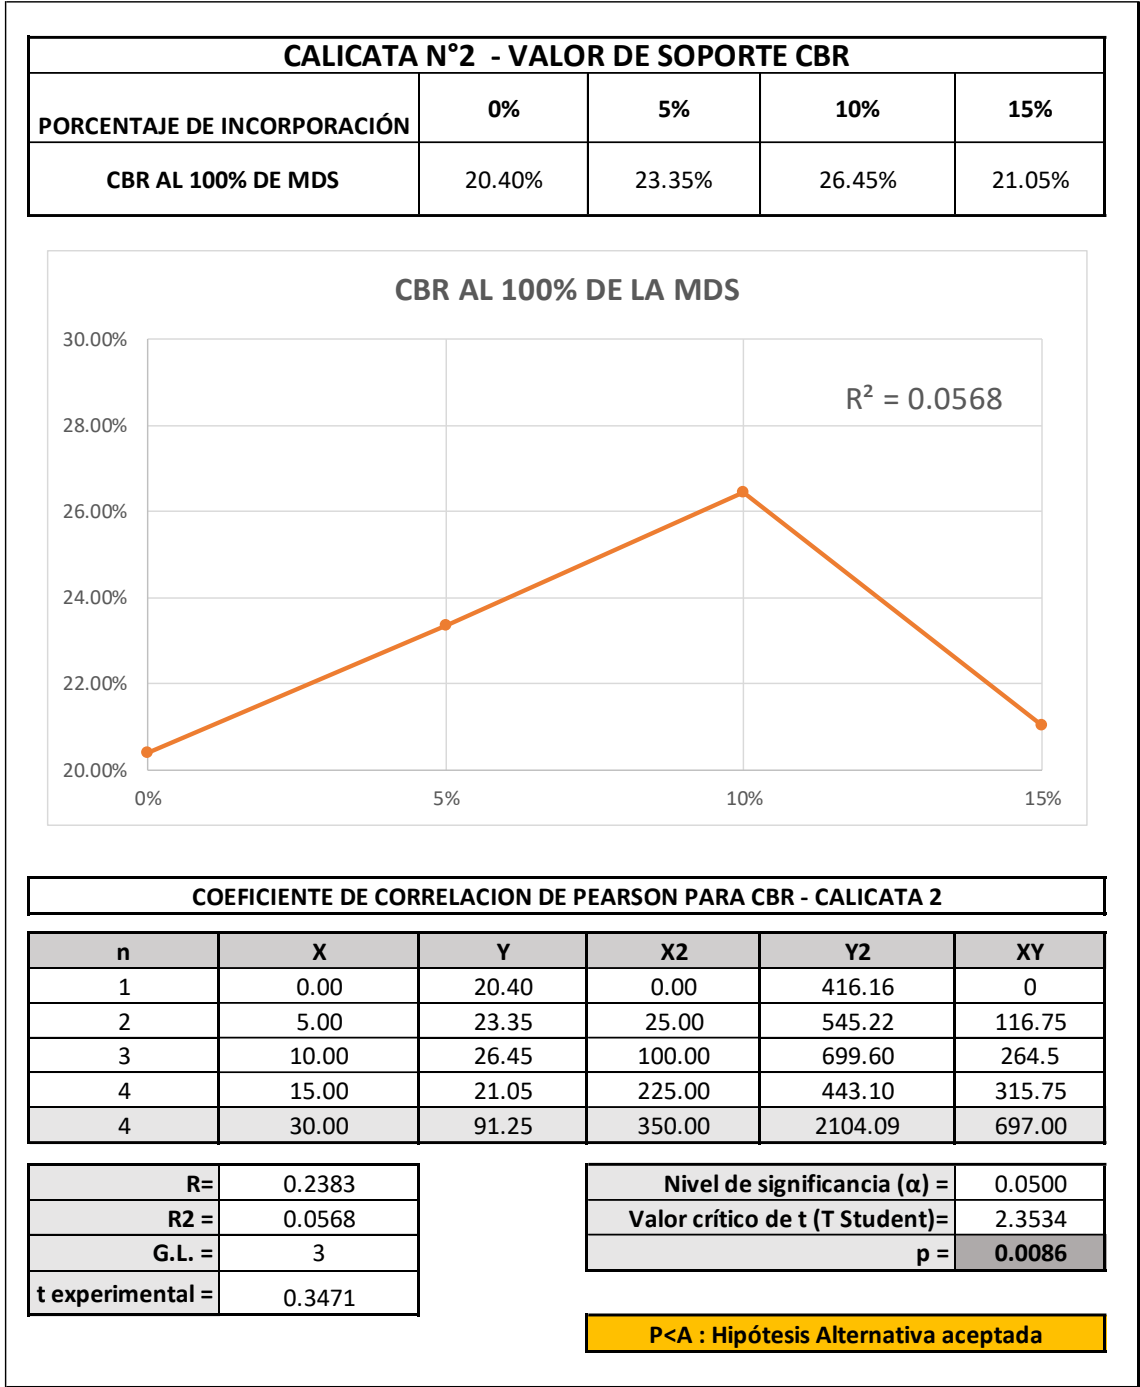 CALICATA N°2 - VALOR DE SOPORTE CBR
PORCENTAJE DE INCORPORACIÓN 0% 5% 10% 15%
CBR AL 100% DE MDS 20.40% 23.35% 26.45% 21.05%
CBR AL 100% DE LA MDS
30.00%
R² = 0.0568
28.00%
26.00%
24.00%
22.00%
20.00%
0% 5% 10% 15%
COEFICIENTE DE CORRELACION DE PEARSON PARA CBR - CALICATA 2
n X Y X2 Y2 XY
1 0.00 20.40 0.00 416.16 0
2 5.00 23.35 25.00 545.22 116.75
3 10.00 26.45 100.00 699.60 264.5
4 15.00 21.05 225.00 443.10 315.75
4 30.00 91.25 350.00 2104.09 697.00
R= 0.2383
R2 = 0.0568
G.L. = 3
t experimental = 0.3471
Nivel de significancia (α) = 0.0500
Valor crítico de t (T Student)= 2.3534
p = 0.0086
P<A : Hipótesis Alternativa aceptada